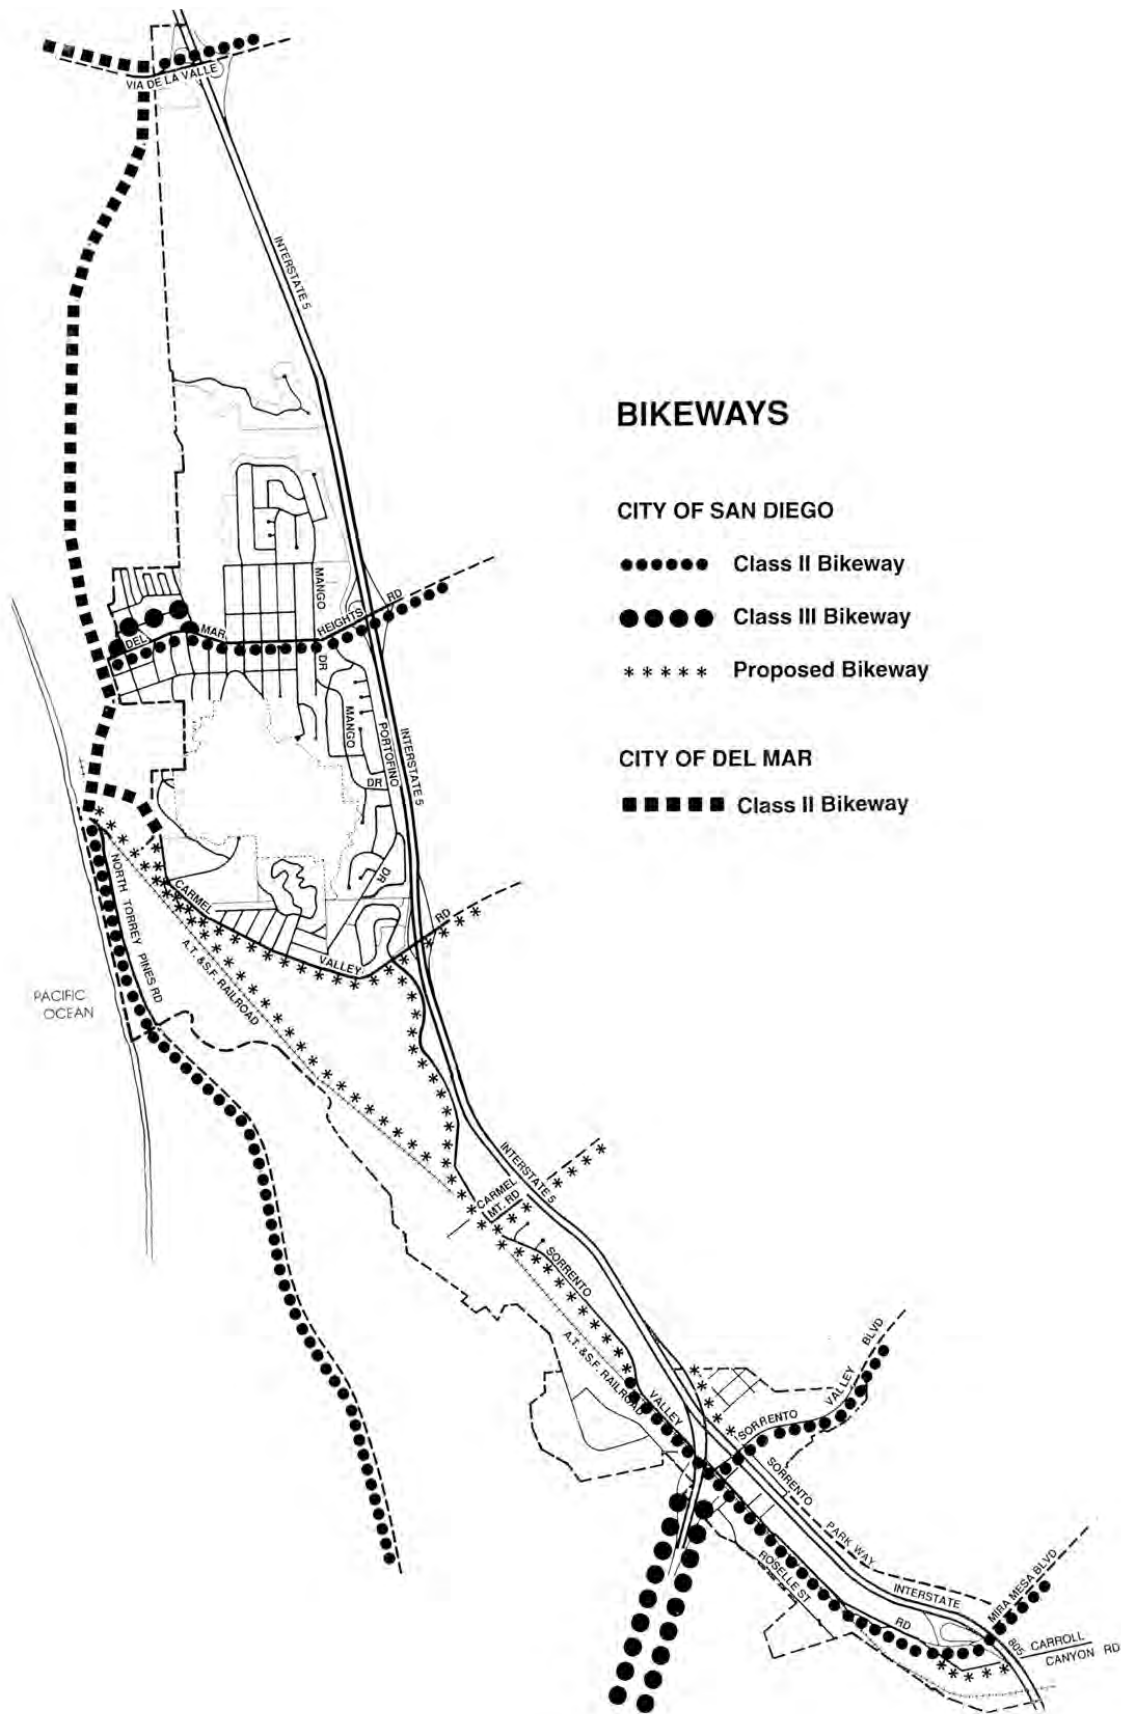 VIA DE LA VALLE
INTERSTATE 5
BIKEWAYS
CITY OF SAN DIEGO
Class II Bikeway
Class III Bikeway
Proposed Bikeway
CITY OF DEL MAR
Class II Bikeway
MANGO
DR
DEL MAR HEIGHTS RD
MANGO
DR
PORTOFINO
DR
INTERSTATE 5
NORTH TORREY PINES RD
CARMEL VALLEY RD
A.T. & S.F. RAILROAD
PACIFIC
OCEAN
INTERSTATE 5
CARMEL
MT. RD
SORRENTO VALLEY RD
A.T. & S.F. RAILROAD
SORRENTO VALLEY BLVD
SORRENTO PARK WAY
ROSELLE ST
INTERSTATE 805
MIRA MESA BLVD
CARROLL
CANYON RD